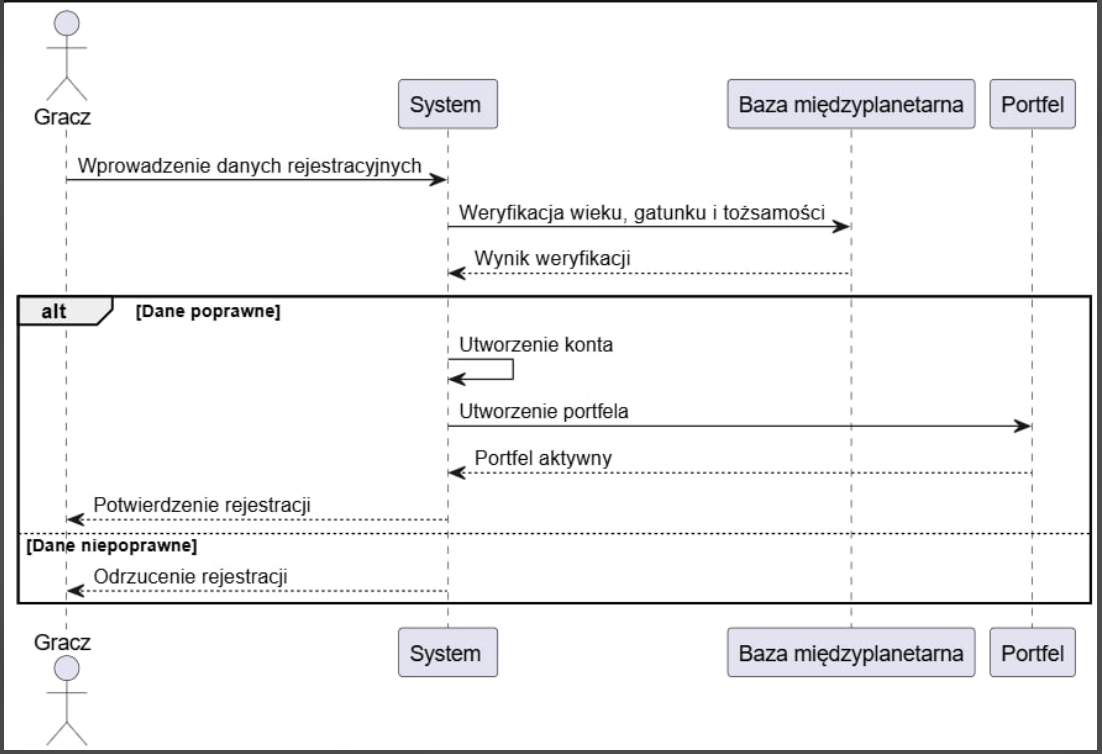 Gracz
System
Baza międzyplanetarna
Portfel
Wprowadzenie danych rejestracyjnych
Weryfikacja wieku, gatunku i tożsamości
Wynik weryfikacji
alt
[Dane poprawne]
Utworzenie konta
Utworzenie portfela
Portfel aktywny
Potwierdzenie rejestracji
[Dane niepoprawne]
Odrzucenie rejestracji
Gracz
System
Baza międzyplanetarna
Portfel